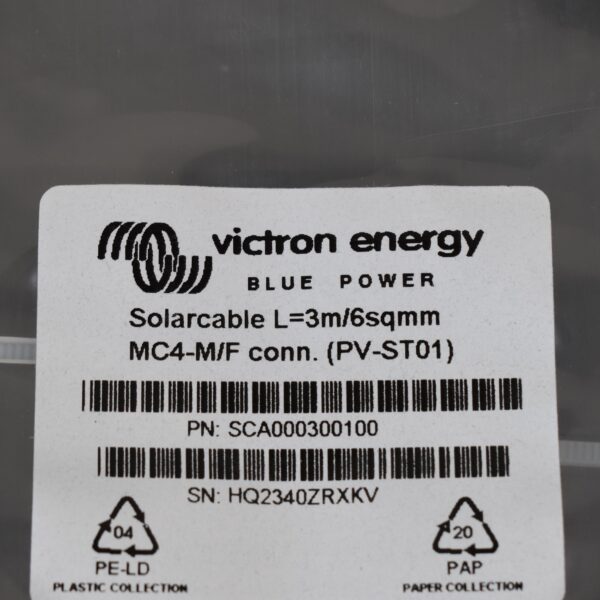 victron energy
BLUE POWER
Solarcable L=3m/6sqmm
MC4-M/F conn. (PV-ST01)
PN: SCA000300100
SN: HQ2340ZRXKV
04
PE-LD
PLASTIC COLLECTION
20
PAP
PAPER COLLECTION